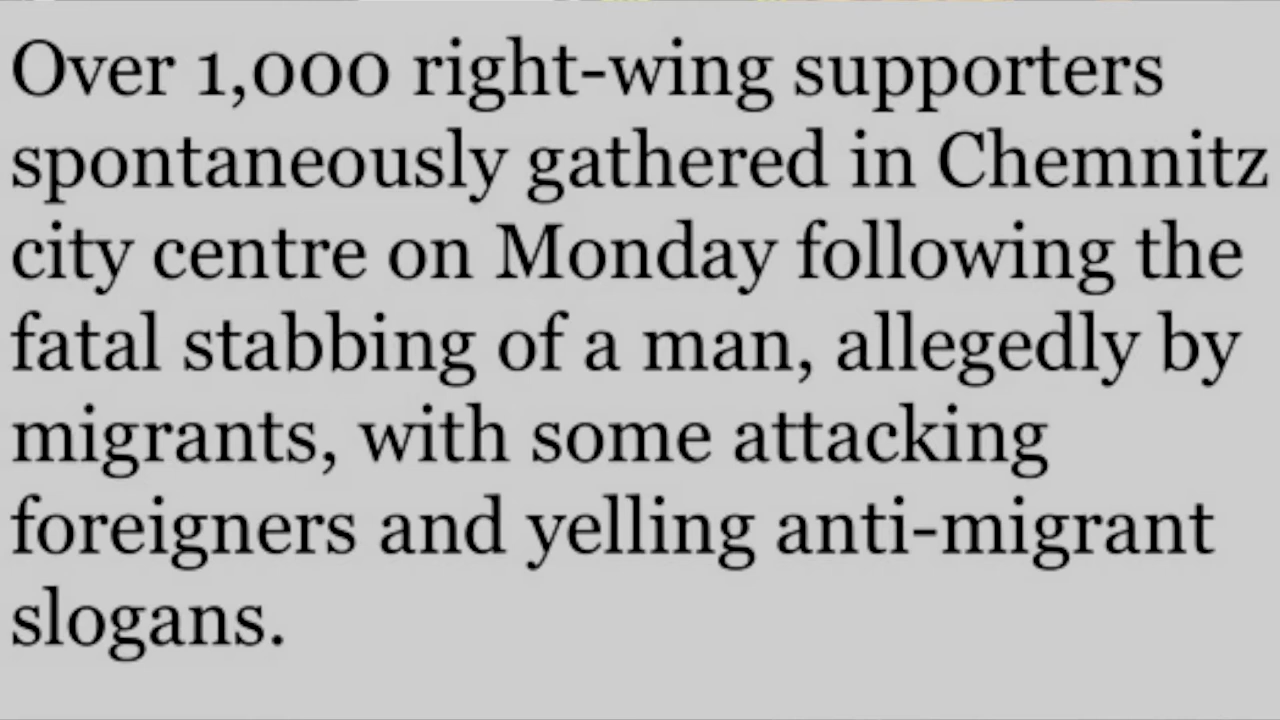 Over 1,000 right-wing supporters
spontaneously gathered in Chemnitz
city centre on Monday following the
fatal stabbing of a man, allegedly by
migrants, with some attacking
foreigners and yelling anti-migrant
slogans.